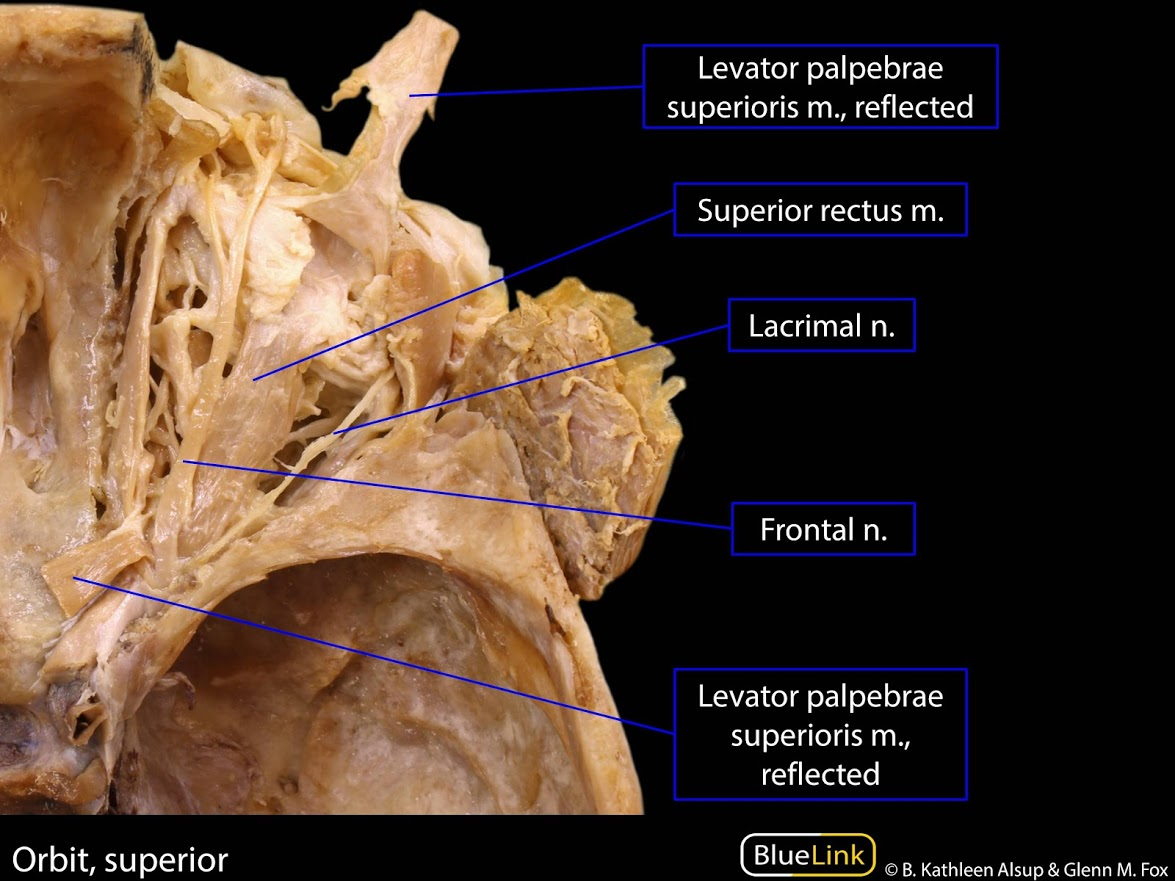 Levator palpebrae
superioris m., reflected
Superior rectus m.
Lacrimal n.
Frontal n.
Levator palpebrae
superioris m.,
reflected
Orbit, superior
BlueLink
© B. Kathleen Alsup & Glenn M. Fox